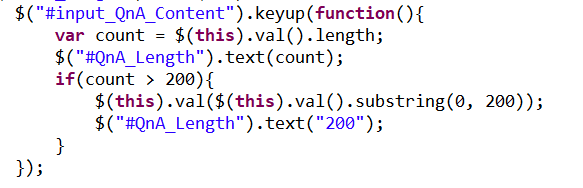 $("#input_QnA_Content").keyup(function(){
    var count = $(this).val().length;
    $("#QnA_Length").text(count);
    if(count > 200){
        $(this).val($(this).val().substring(0, 200));
        $("#QnA_Length").text("200");
    }
});